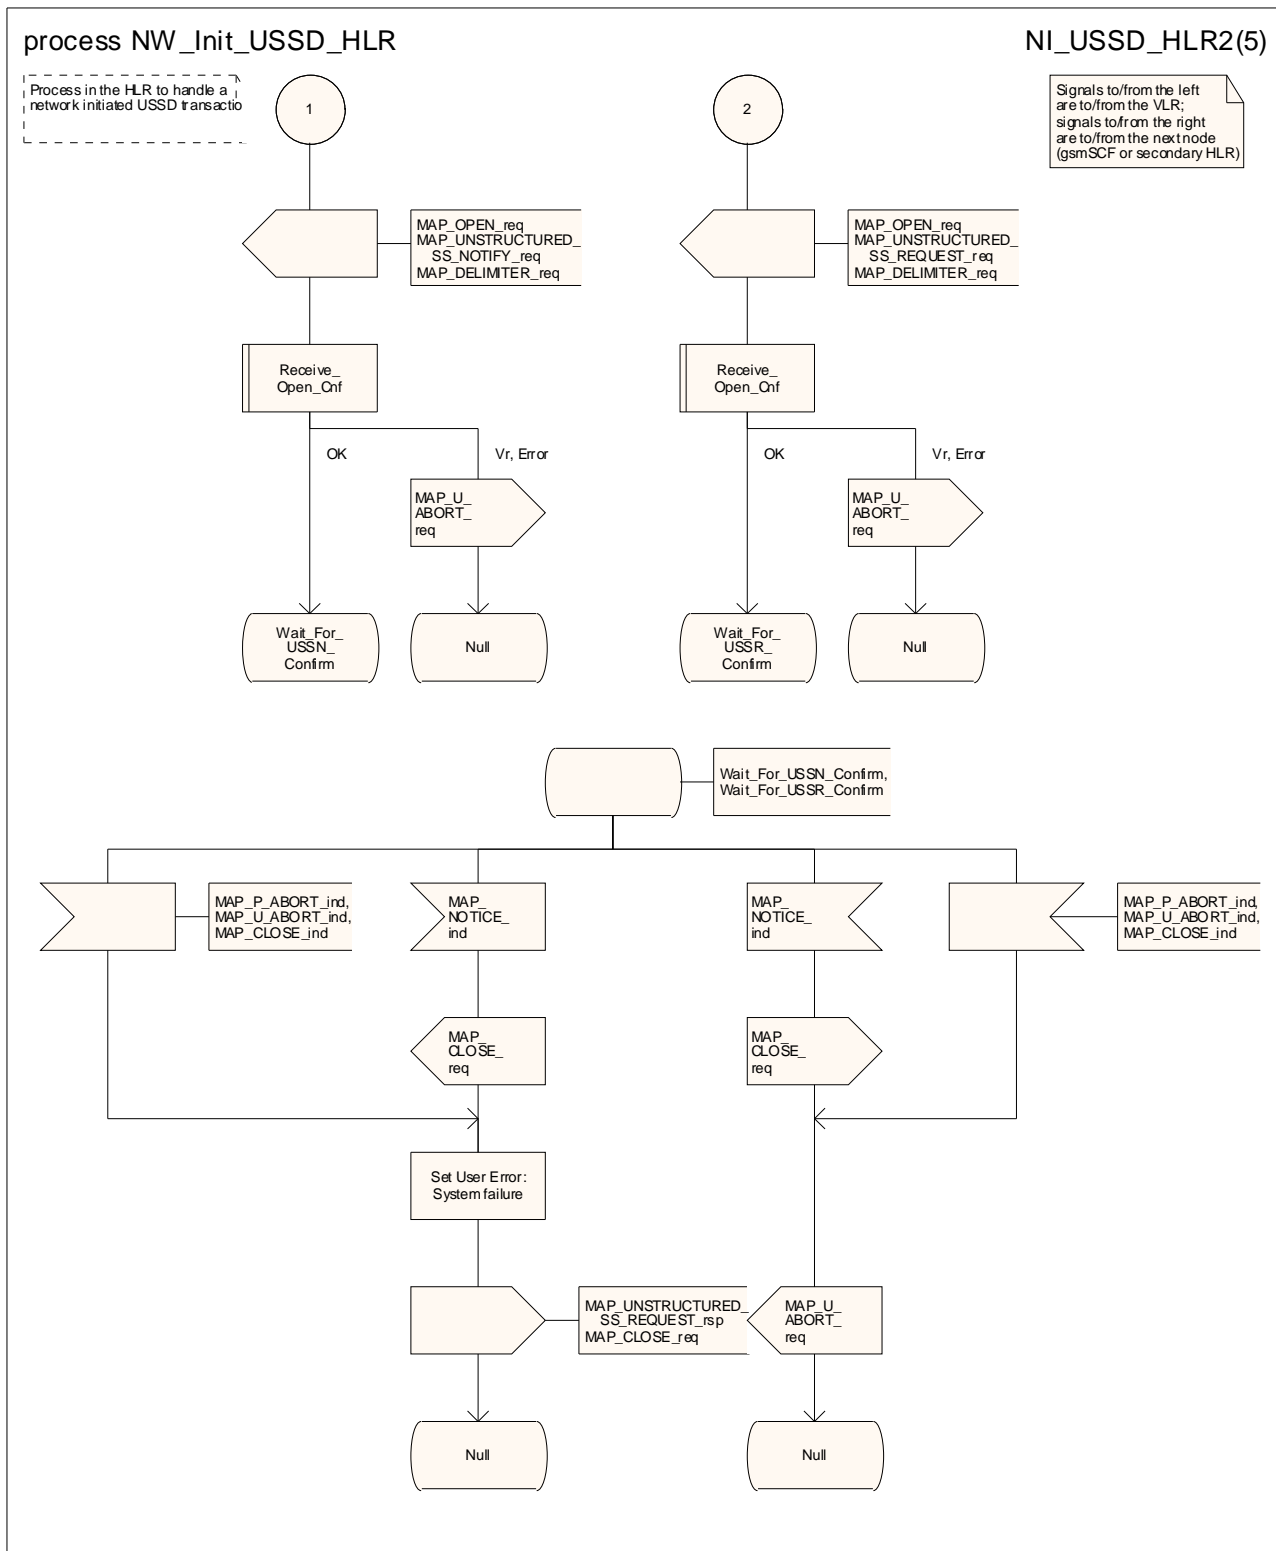 process NW_Init_USSD_HLR
NI_USSD_HLR2(5)
Process in the HLR to handle a
network initiated USSD transactio
Signals to/from the left
are to/from the VLR;
signals to/from the right
are to/from the next node
(gsmSCF or secondary HLR)
1
2
MAP_OPEN_req
MAP_UNSTRUCTURED_
SS_NOTIFY_req
MAP_DELIMITER_req
MAP_OPEN_req
MAP_UNSTRUCTURED_
SS_REQUEST_req
MAP_DELIMITER_req
Receive_
Open_Cnf
Receive_
Open_Cnf
OK
Vr, Error
OK
Vr, Error
MAP_U_
ABORT_
req
MAP_U_
ABORT_
req
Wait_For_
USSN_
Confirm
Null
Wait_For_
USSR_
Confirm
Null
Wait_For_USSN_Confirm,
Wait_For_USSR_Confirm
MAP_P_ABORT_ind,
MAP_U_ABORT_ind,
MAP_CLOSE_ind
MAP_
NOTICE_
ind
MAP_
NOTICE_
ind
MAP_P_ABORT_ind,
MAP_U_ABORT_ind,
MAP_CLOSE_ind
MAP_
CLOSE_
req
MAP_
CLOSE_
req
Set User Error:
System failure
MAP_UNSTRUCTURED_
SS_REQUEST_rsp
MAP_CLOSE_req
MAP_U_
ABORT_
req
Null
Null